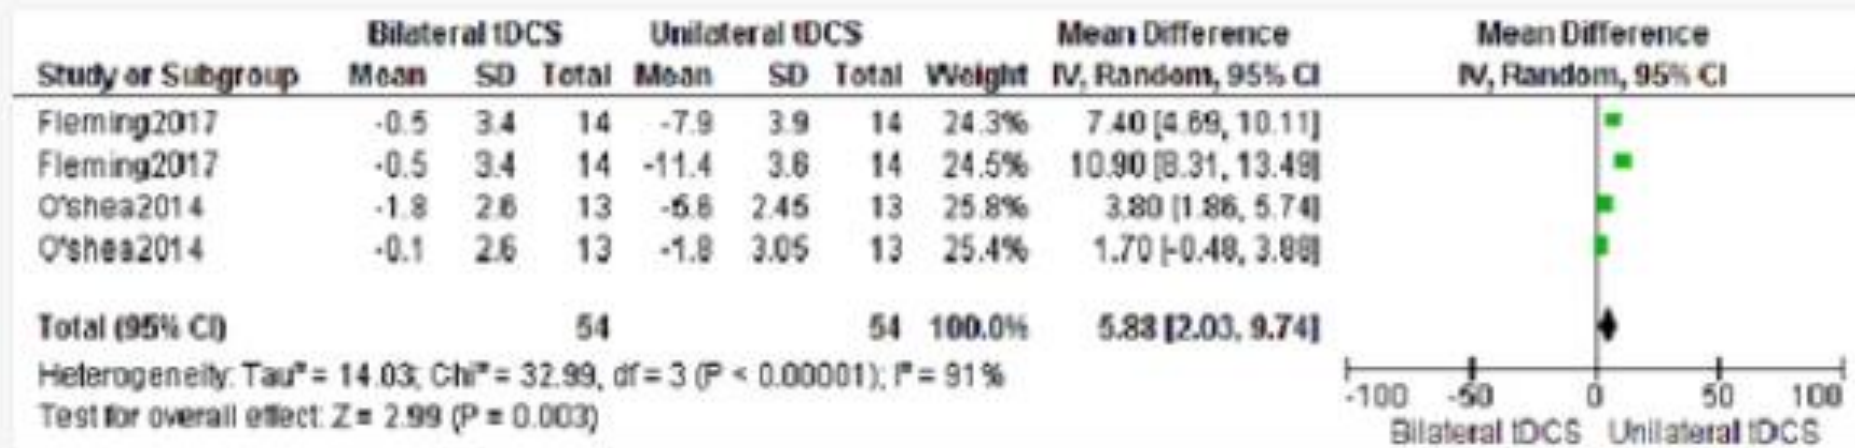 Bilateral tDCS Unilateral tDCS Mean Difference Mean Difference
Study or Subgroup Mean SD Total Mean SD Total Weight IV, Random, 95% CI IV, Random, 95% CI
Fleming2017 -0.5 3.4 14 -7.9 3.9 14 24.3% 7.40 [4.69, 10.11]
Fleming2017 -0.5 3.4 14 -11.4 3.6 14 24.5% 10.90 [8.31, 13.49]
O'shea2014 -1.8 2.6 13 -5.6 2.45 13 25.8% 3.80 [1.86, 5.74]
O'shea2014 -0.1 2.6 13 -1.8 3.05 13 25.4% 1.70 [-0.48, 3.88]
Total (95% CI) 54 54 100.0% 5.88 [2.03, 9.74]
Heterogeneity: Tau² = 14.03; Chi² = 32.99, df = 3 (P < 0.00001); I² = 91%
Test for overall effect: Z = 2.99 (P = 0.003)
-100 -50 0 50 100
Bilateral tDCS Unilateral tDCS